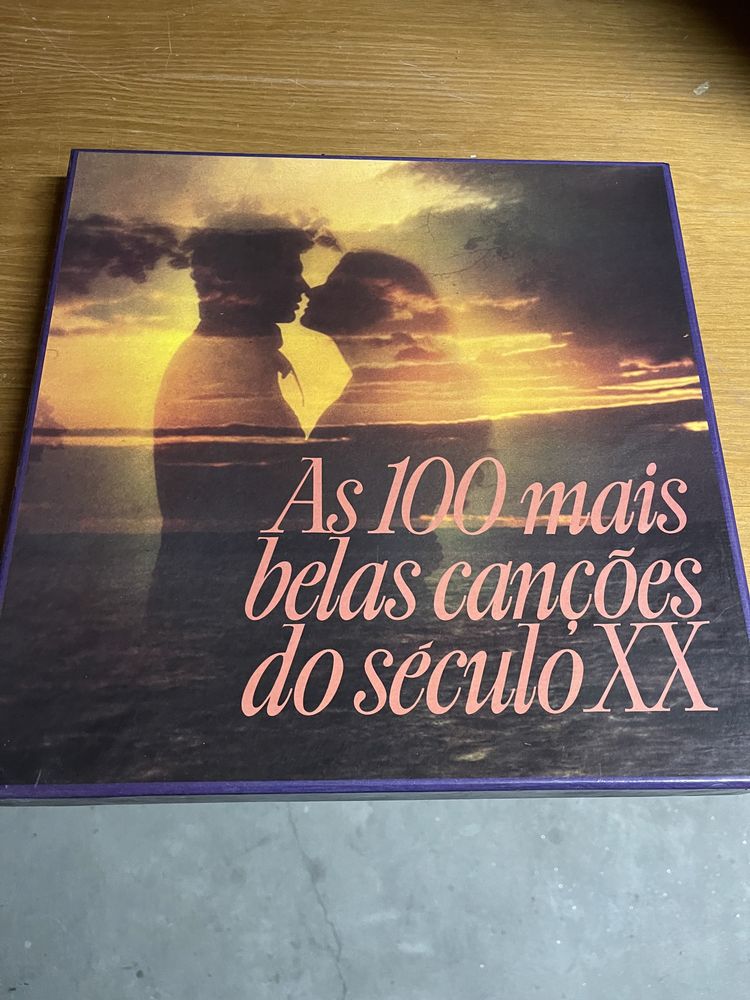 As 100 mais
belas canções
do século XX